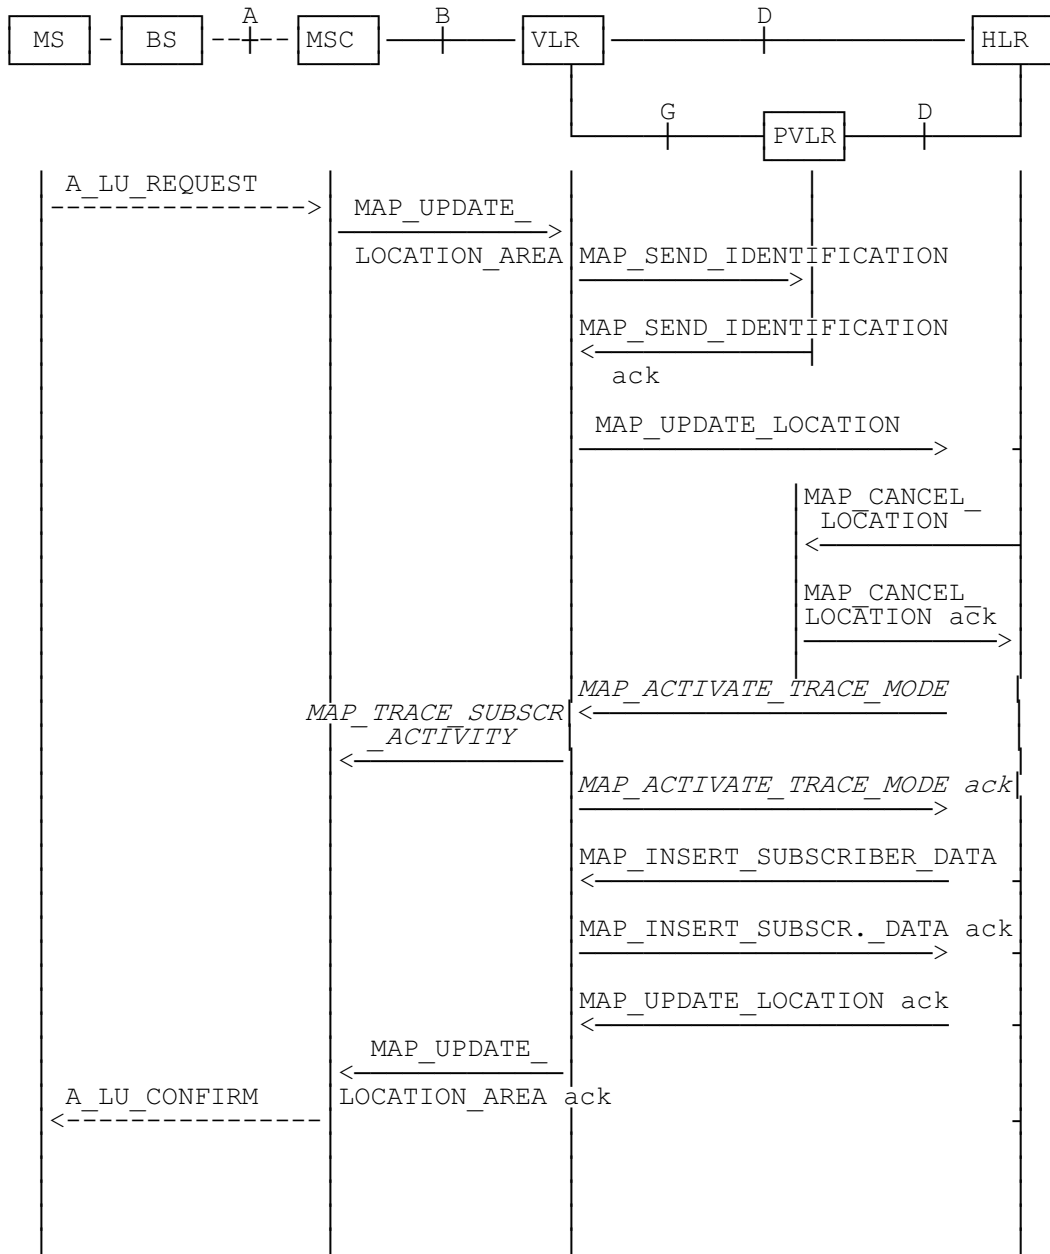 A B D
MS BS MSC VLR HLR
G D
PVLR
A_LU_REQUEST
MAP_UPDATE_
LOCATION_AREA MAP_SEND_IDENTIFICATION
MAP_SEND_IDENTIFICATION
ack
MAP_UPDATE_LOCATION
MAP_CANCEL_
LOCATION
MAP_CANCEL_
LOCATION ack
MAP_ACTIVATE_TRACE_MODE
MAP_TRACE_SUBSCR
_ACTIVITY
MAP_ACTIVATE_TRACE_MODE ack
MAP_INSERT_SUBSCRIBER_DATA
MAP_INSERT_SUBSCR._DATA ack
MAP_UPDATE_LOCATION ack
MAP_UPDATE_
A_LU_CONFIRM LOCATION_AREA ack